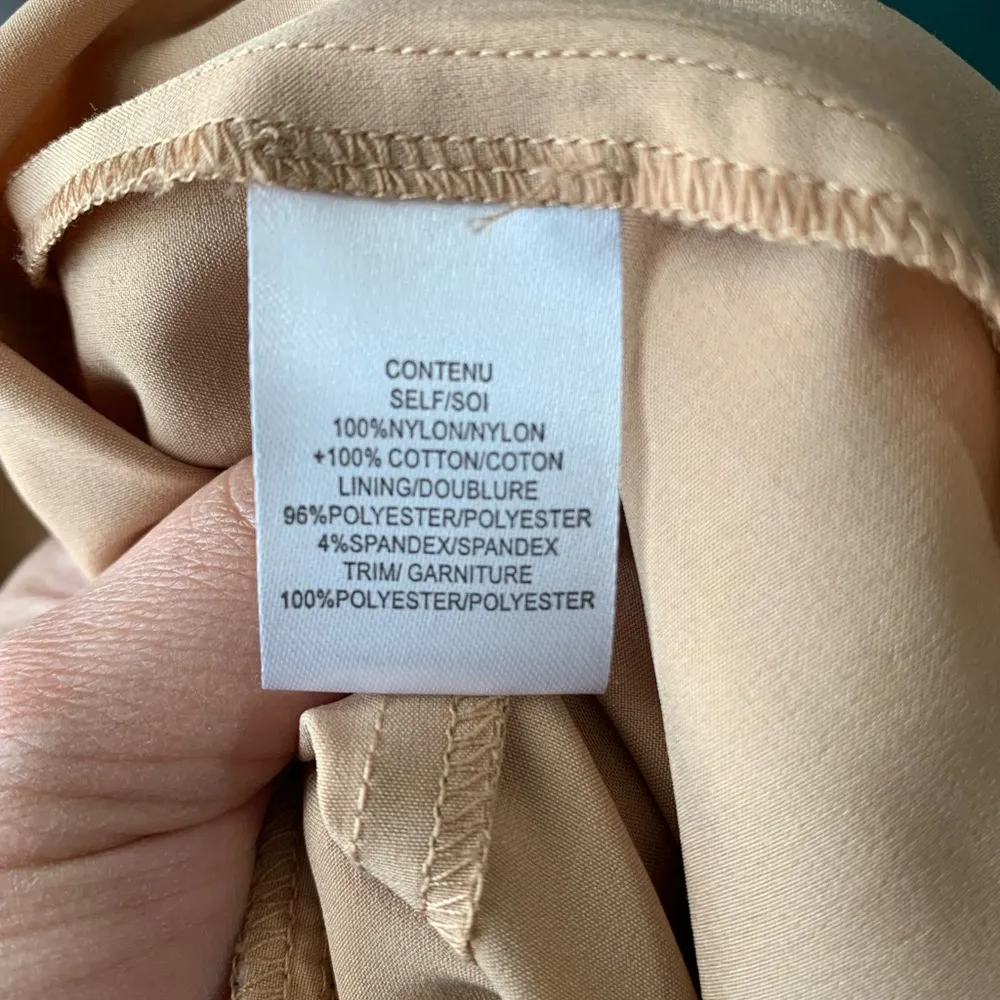 CONTENU
SELF/SOI
100%NYLON/NYLON
+100% COTTON/COTON
LINING/DOUBLURE
96%POLYESTER/POLYESTER
4%SPANDEX/SPANDEX
TRIM/ GARNITURE
100%POLYESTER/POLYESTER